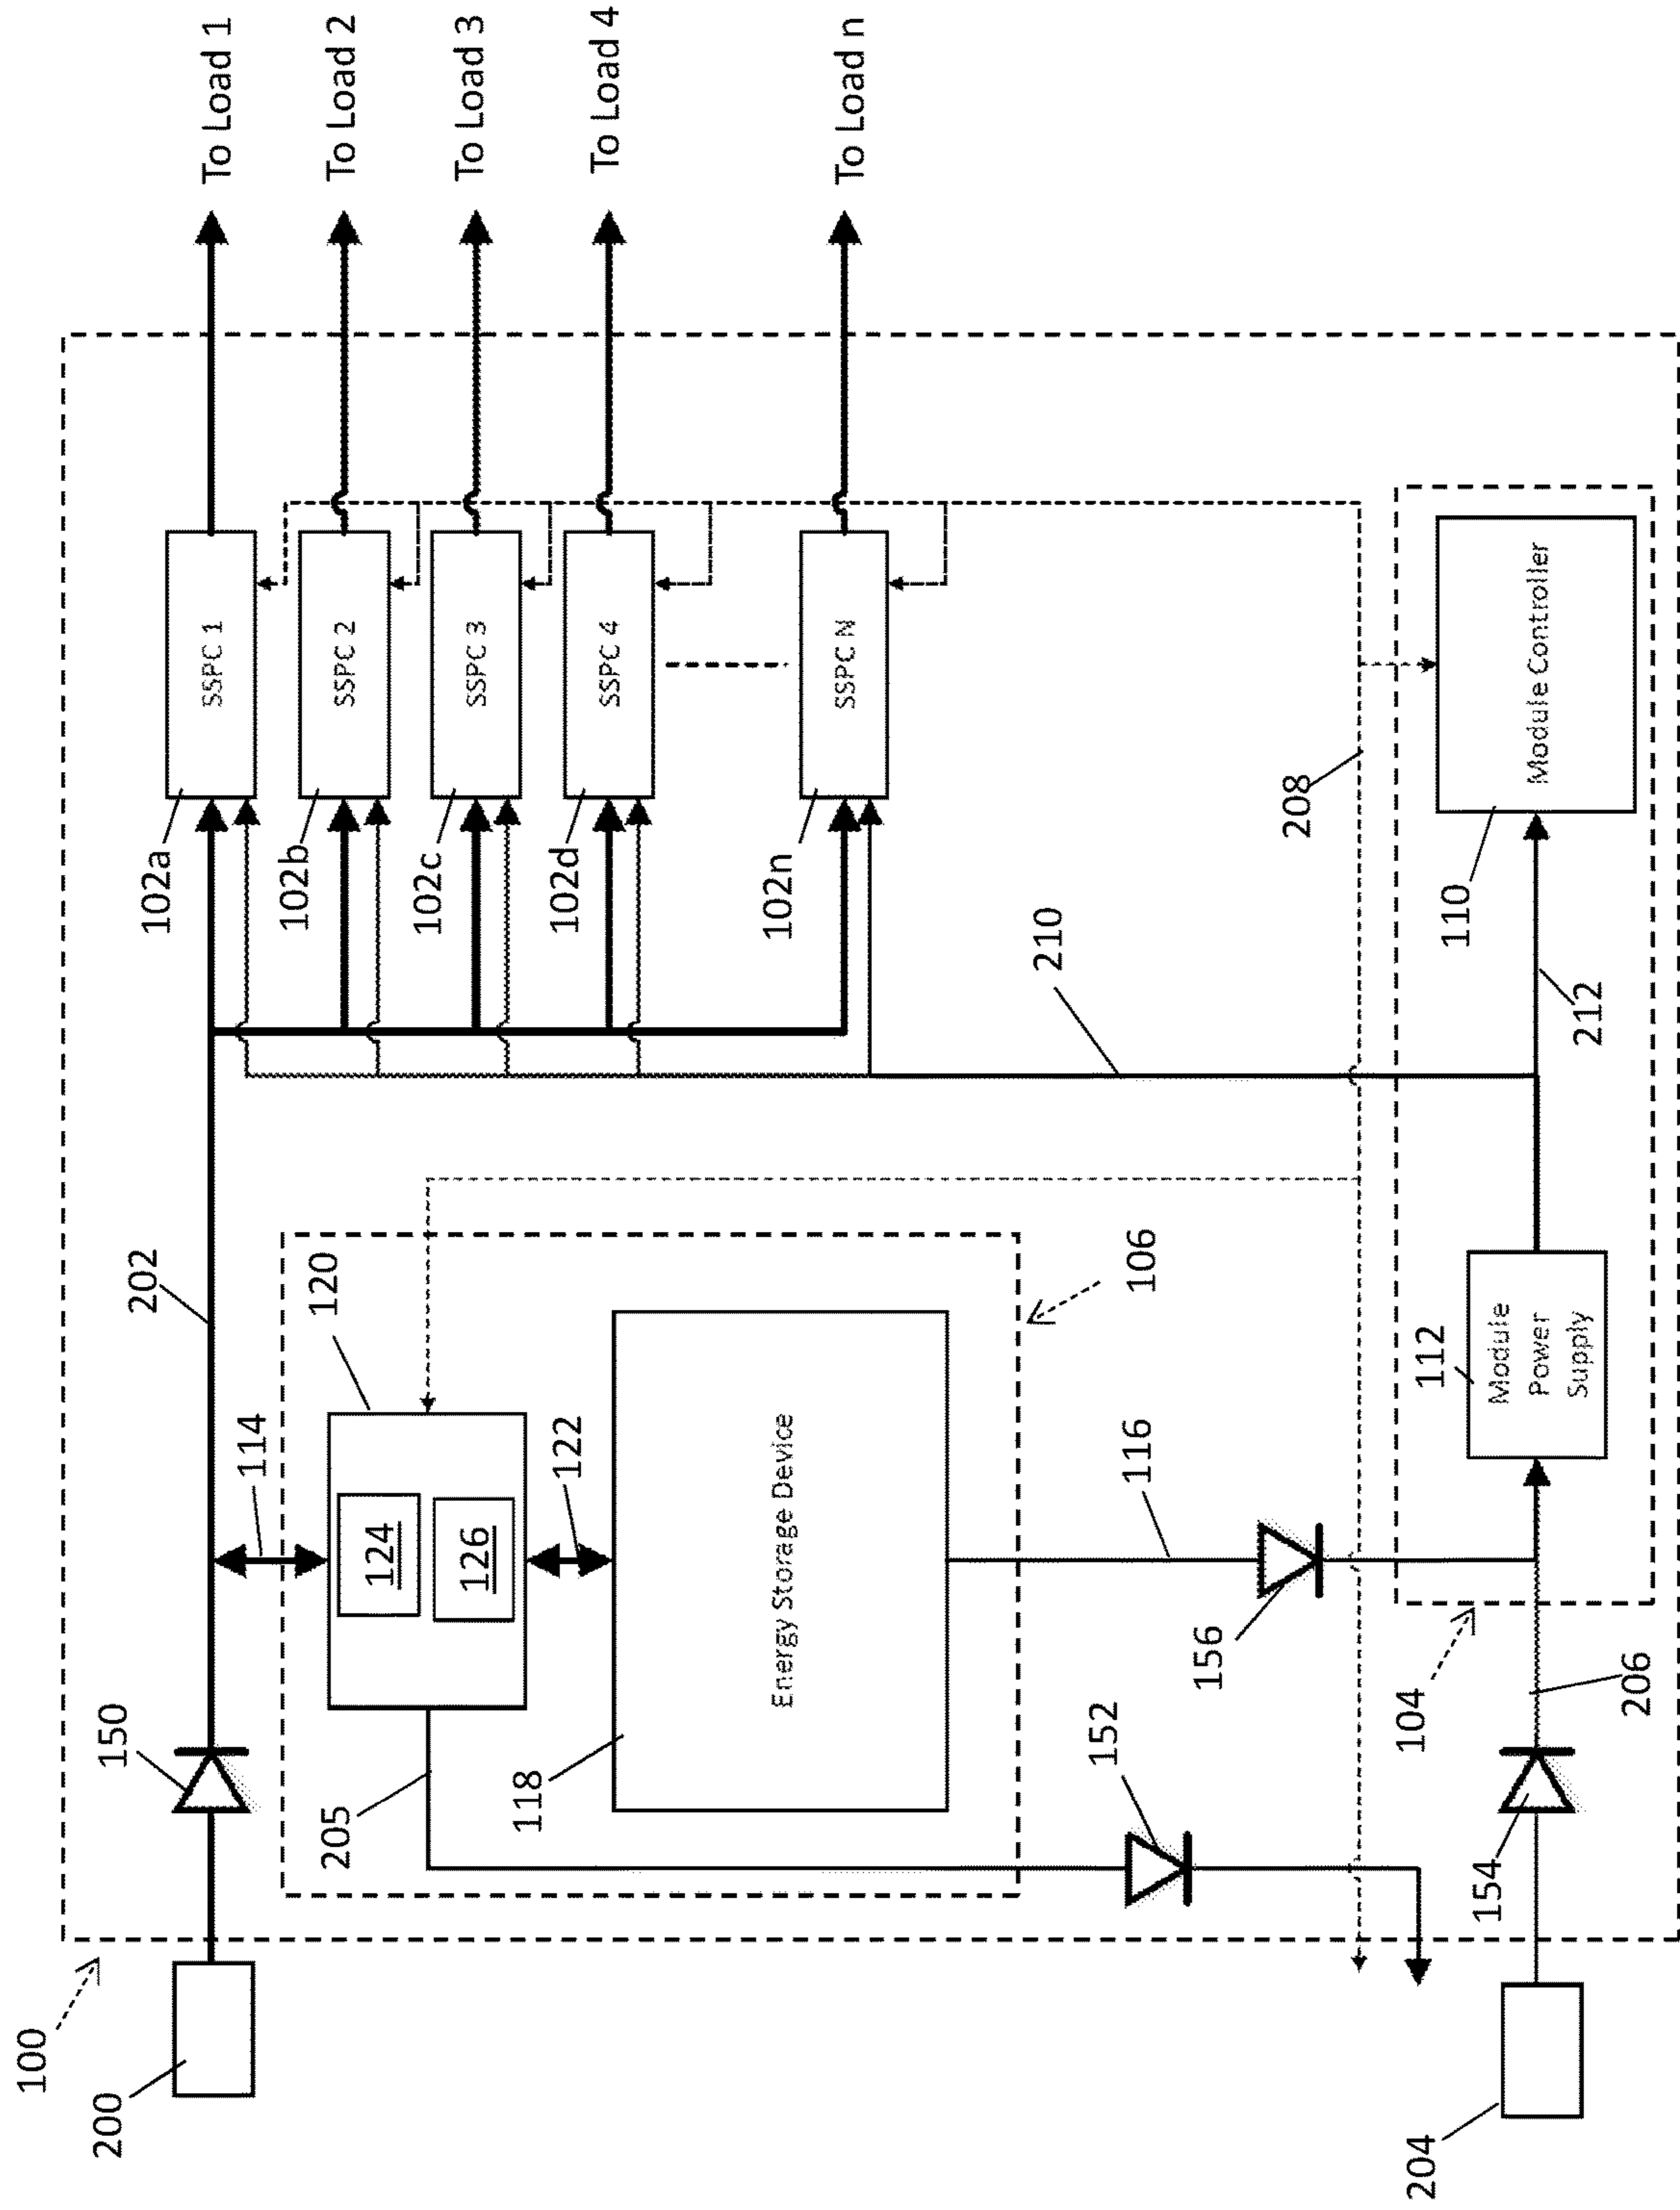 100
200
150
202
114
120
124
126
122
205
118
Energy Storage Device
106
116
156
152
102a
SSPC 1
To Load 1
102b
SSPC 2
To Load 2
102c
SSPC 3
To Load 3
102d
SSPC 4
To Load 4
102n
SSPC N
To Load n
210
208
204
154
206
104
112
Module
Power
Supply
212
110
Module Controller